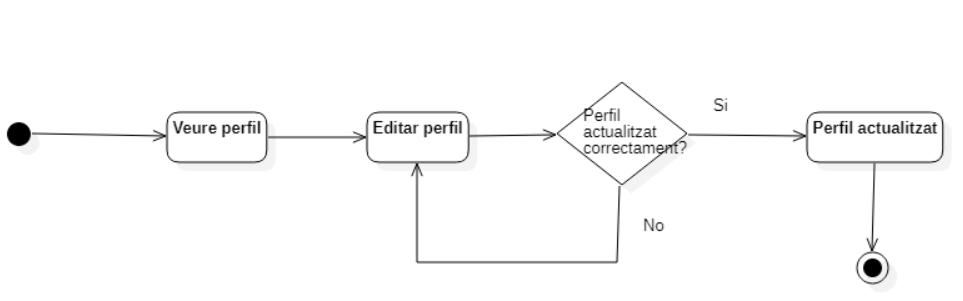 Veure perfil
Editar perfil
Perfil
actualitzat
correctament?
Si
Perfil actualitzat
No